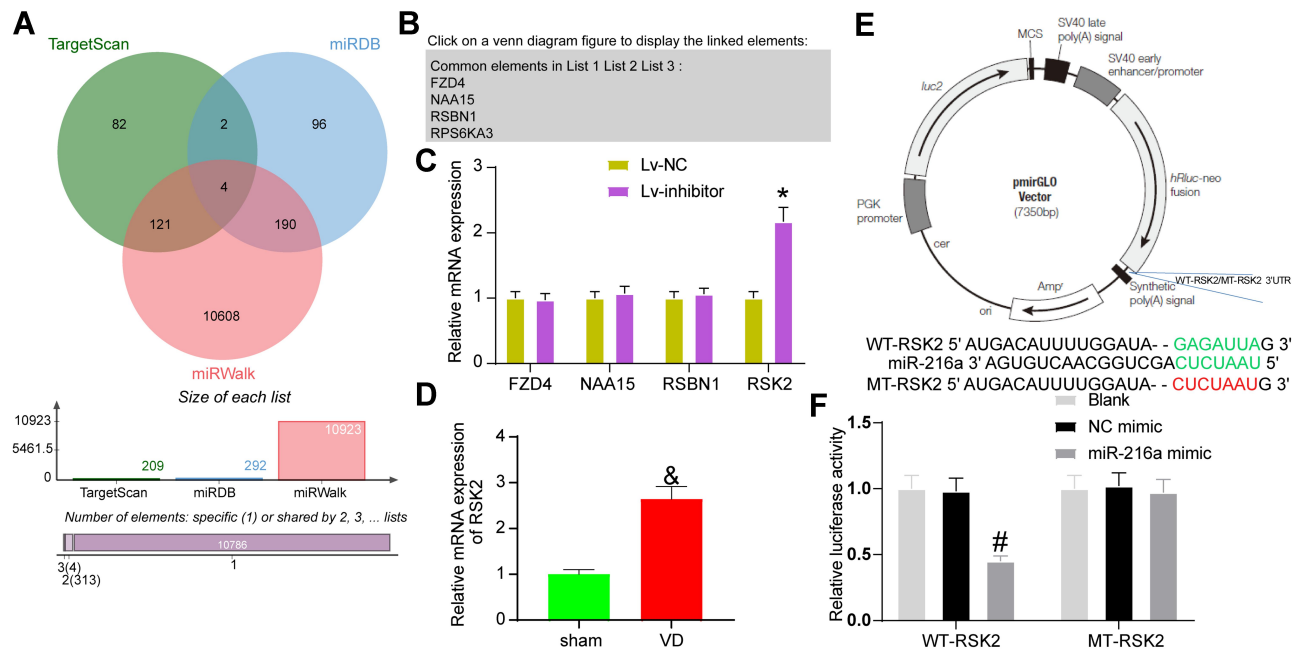 A
TargetScan
miRDB
82
2
96
4
121
190
10608
miRWalk
Size of each list
10923
5461.5
0
209
292
10923
TargetScan
miRDB
miRWalk
Number of elements: specific (1) or shared by 2, 3, ... lists
10786
3(4)
2(313)
1
B
Click on a venn diagram figure to display the linked elements:
Common elements in List 1 List 2 List 3 :
FZD4
NAA15
RSBN1
RPS6KA3
C
Relative mRNA expression
3
2
1
0
Lv-NC
Lv-inhibitor
*
FZD4
NAA15
RSBN1
RSK2
D
Relative mRNA expression
of RSK2
4
3
2
1
0
&
sham
VD
E
MCS
SV40 late
poly(A) signal
SV40 early
enhancer/promoter
luc2
hRluc-neo
fusion
pmirGLO
Vector
(7350bp)
PGK
promoter
cer
ori
Ampʳ
Synthetic
poly(A) signal
WT-RSK2/MT-RSK2 3'UTR
WT-RSK2 5' AUGACAUUUUGGAUA- - GAGAUUAG 3'
miR-216a 3' AGUGUCAACGGUCGACUCUAAU 5'
MT-RSK2 5' AUGACAUUUUGGAUA- - CUCUAAUG 3'
F
Relative luciferase activity
1.5
1.0
0.5
0.0
Blank
NC mimic
miR-216a mimic
#
WT-RSK2
MT-RSK2